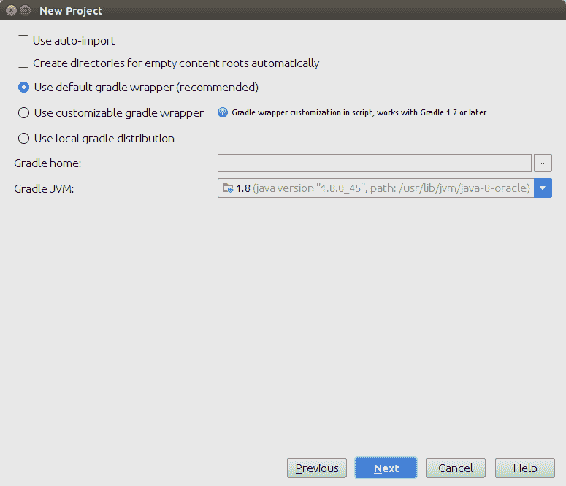 New Project
Use auto-import
Create directories for empty content roots automatically
Use default gradle wrapper (recommended)
Use customizable gradle wrapper Gradle wrapper customization in script, works with Gradle 1.7 or later
Use local gradle distribution
Gradle home: ...
Gradle JVM: 1.8 (java version "1.8.0_45", path: /usr/lib/jvm/java-8-oracle)
Previous Next Cancel Help